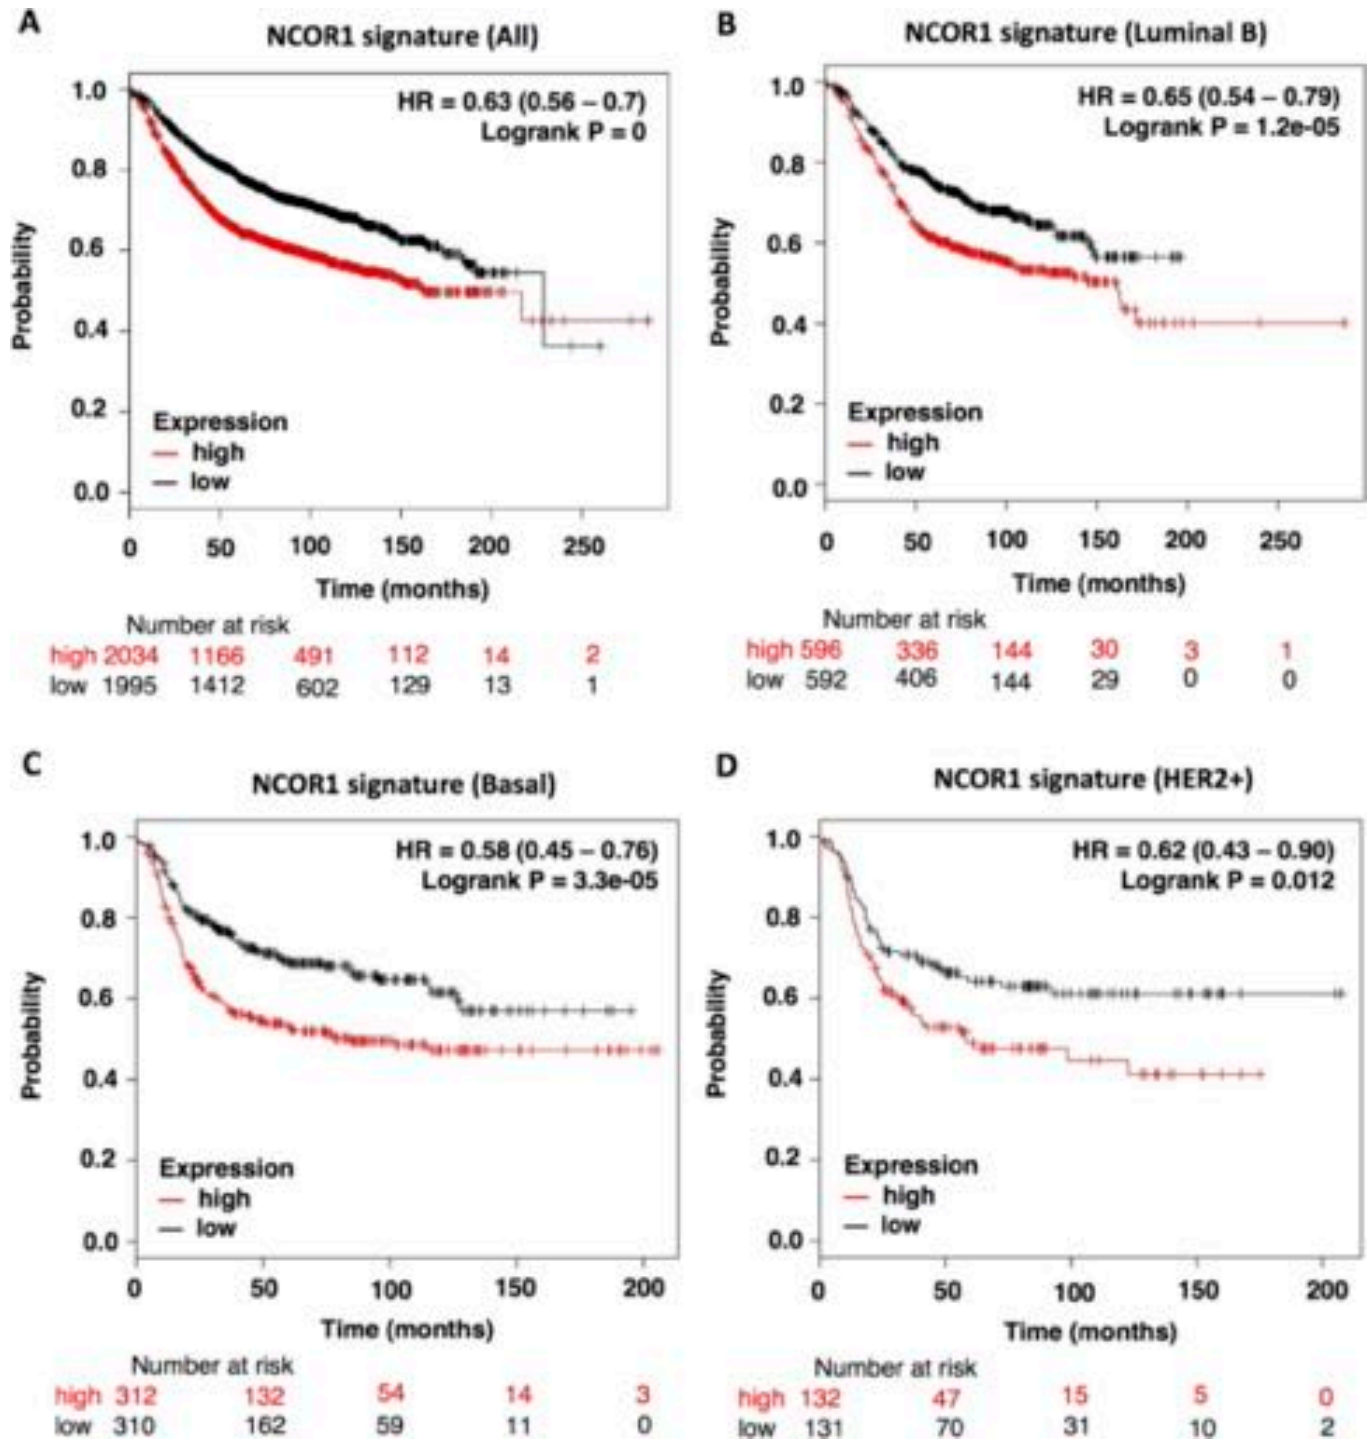 A
NCOR1 signature (All)
HR = 0.63 (0.56 – 0.7)
Logrank P = 0
Probability
1.0
0.8
0.6
0.4
0.2
0.0
Expression
high
low
0 50 100 150 200 250
Time (months)
Number at risk
high 2034 1166 491 112 14 2
low 1995 1412 602 129 13 1
B
NCOR1 signature (Luminal B)
HR = 0.65 (0.54 – 0.79)
Logrank P = 1.2e-05
Probability
1.0
0.8
0.6
0.4
0.2
0.0
Expression
high
low
0 50 100 150 200 250
Time (months)
Number at risk
high 596 336 144 30 3 1
low 592 406 144 29 0 0
C
NCOR1 signature (Basal)
HR = 0.58 (0.45 – 0.76)
Logrank P = 3.3e-05
Probability
1.0
0.8
0.6
0.4
0.2
0.0
Expression
high
low
0 50 100 150 200
Time (months)
Number at risk
high 312 132 54 14 3
low 310 162 59 11 0
D
NCOR1 signature (HER2+)
HR = 0.62 (0.43 – 0.90)
Logrank P = 0.012
Probability
1.0
0.8
0.6
0.4
0.2
0.0
Expression
high
low
0 50 100 150 200
Time (months)
Number at risk
high 132 47 15 5 0
low 131 70 31 10 2